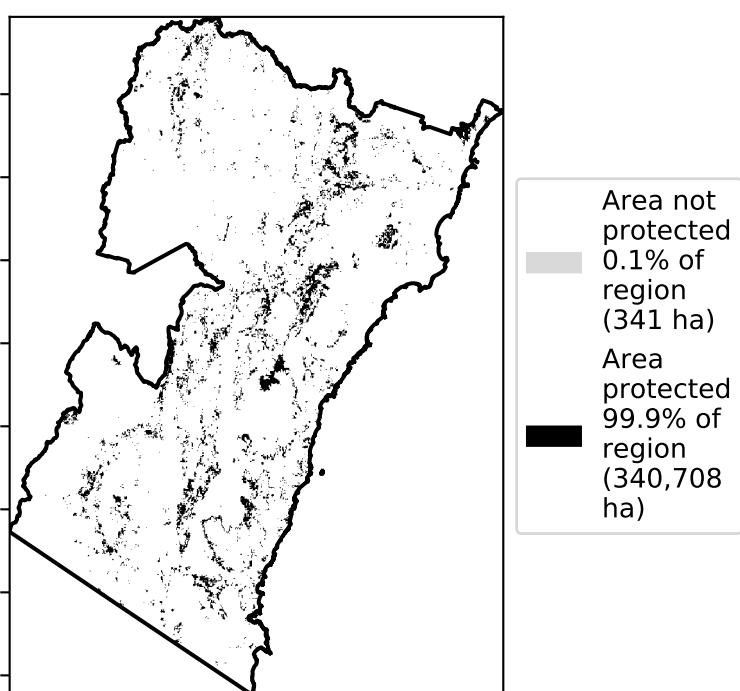 Area not
protected
0.1% of
region
(341 ha)
Area
protected
99.9% of
region
(340,708
ha)